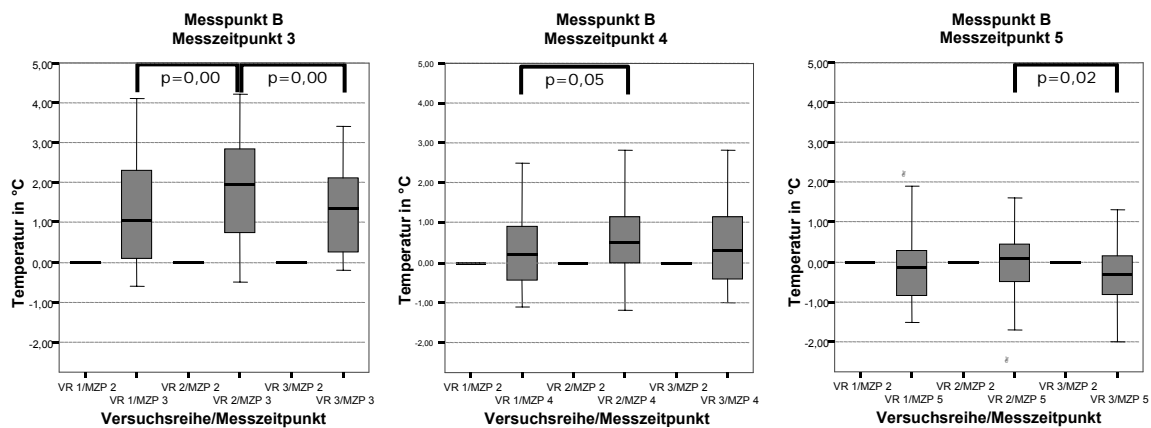 Messpunkt B
Messzeitpunkt 3
5,00
4,00
3,00
2,00
1,00
0,00
-1,00
-2,00
Temperatur in °C
p=0,00
p=0,00
VR 1/MZP 2
VR 1/MZP 3
VR 2/MZP 2
VR 2/MZP 3
VR 3/MZP 2
VR 3/MZP 3
Versuchsreihe/Messzeitpunkt
Messpunkt B
Messzeitpunkt 4
5,00
4,00
3,00
2,00
1,00
0,00
-1,00
-2,00
Temperatur in °C
p=0,05
VR 1/MZP 2
VR 1/MZP 4
VR 2/MZP 2
VR 2/MZP 4
VR 3/MZP 2
VR 3/MZP 4
Versuchsreihe/Messzeitpunkt
Messpunkt B
Messzeitpunkt 5
5,00
4,00
3,00
2,00
1,00
0,00
-1,00
-2,00
Temperatur in °C
p=0,02
VR 1/MZP 2
VR 1/MZP 5
VR 2/MZP 2
VR 2/MZP 5
VR 3/MZP 2
VR 3/MZP 5
Versuchsreihe/Messzeitpunkt